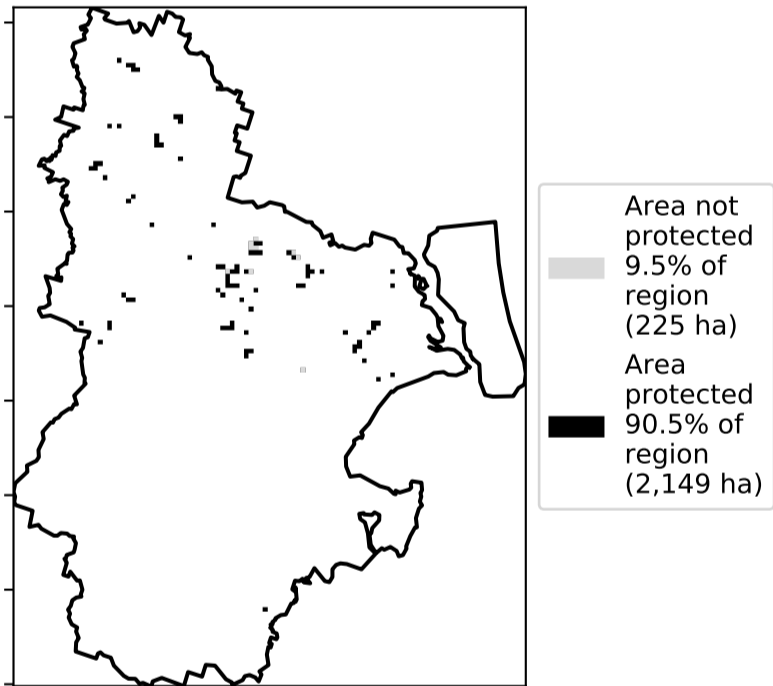 Area not
protected
9.5% of
region
(225 ha)
Area
protected
90.5% of
region
(2,149 ha)